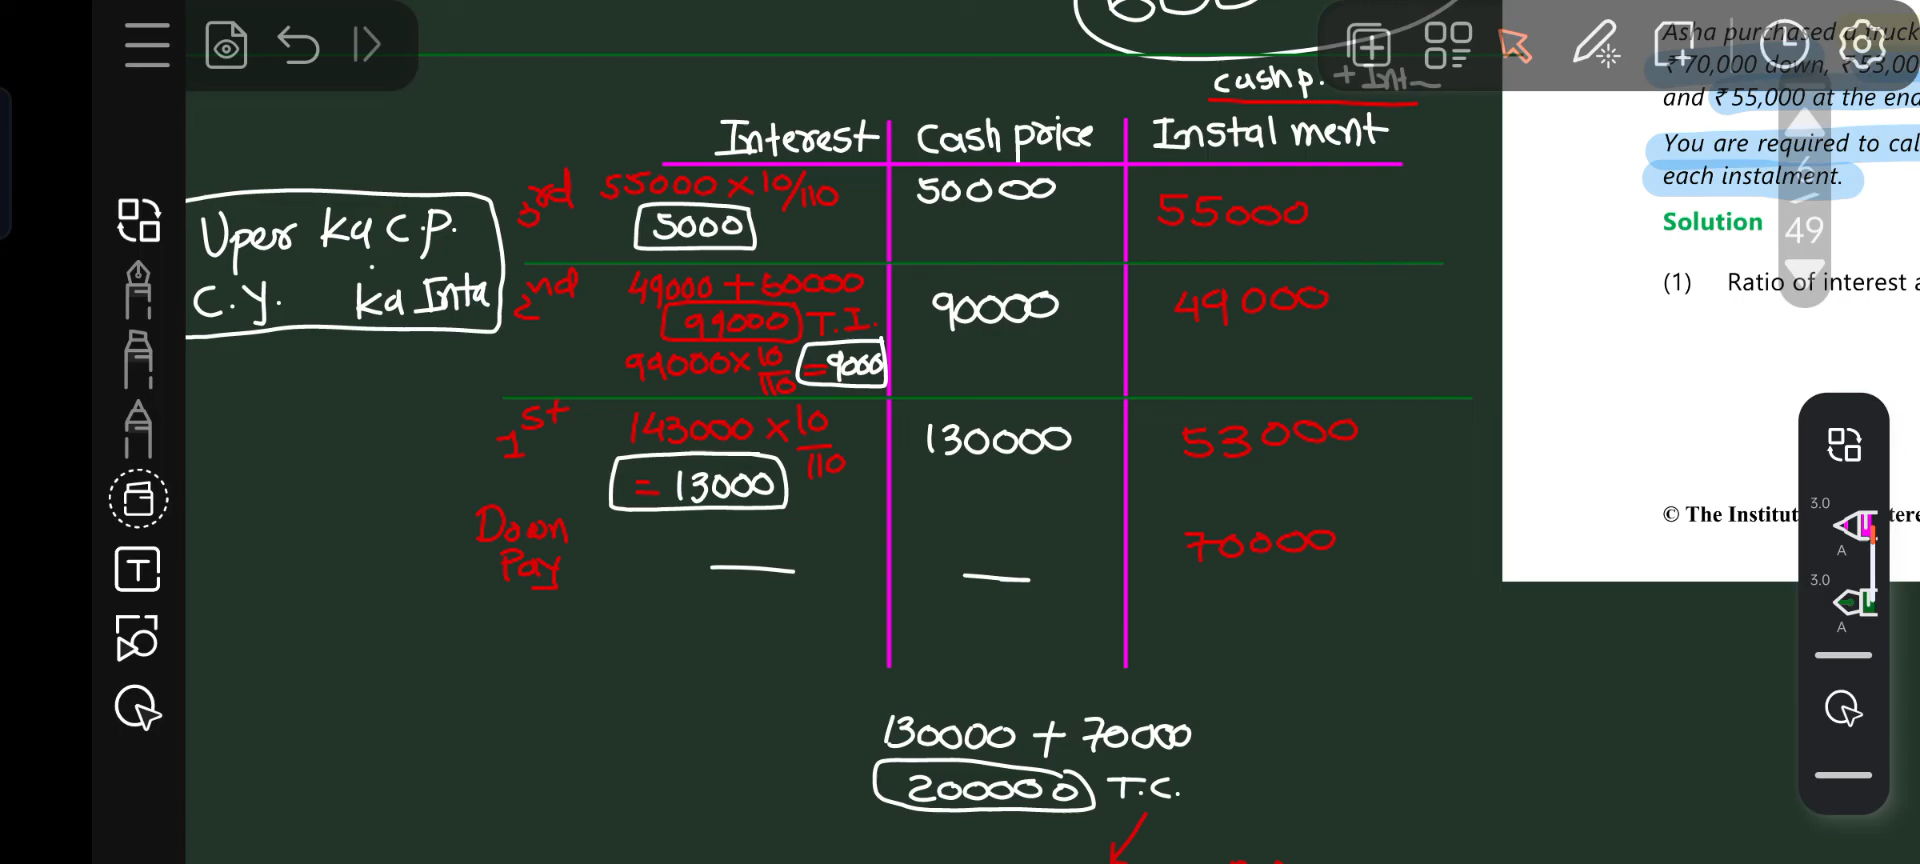 cash p. + Int
Interest Cash price Instalment
3rd 55000 × 10/110 50000 55000
5000
2nd 49000 + 50000 90000 49000
99000 T.I.
99000 × 10/110 = 9000
1st 143000 × 10/110 130000 53000
= 13000
Down 70000
Pay — —
130000 + 70000
200000 T.C.
Uper ka C.P.
C.Y. ka Inta
Asha purchased a truck
₹ 70,000 down, ₹ 53,00
and ₹ 55,000 at the end
You are required to cal
each instalment.
Solution
(1) Ratio of interest a
© The Institut
6
49
T
3.0
A
3.0
A